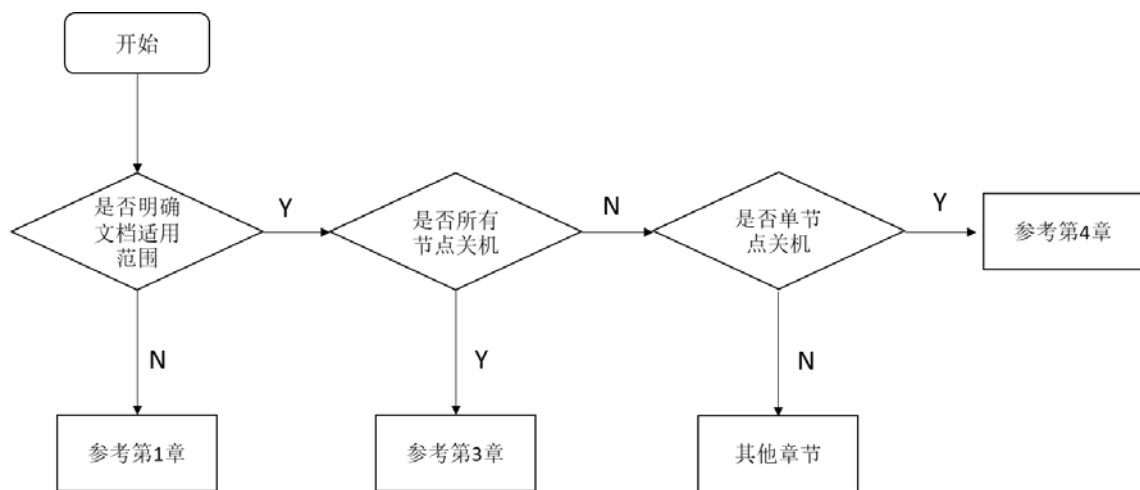 开始
是否明确
文档适用
范围
Y
是否所有
节点关机
N
是否单节
点关机
Y
参考第4章
N
Y
N
参考第1章
参考第3章
其他章节